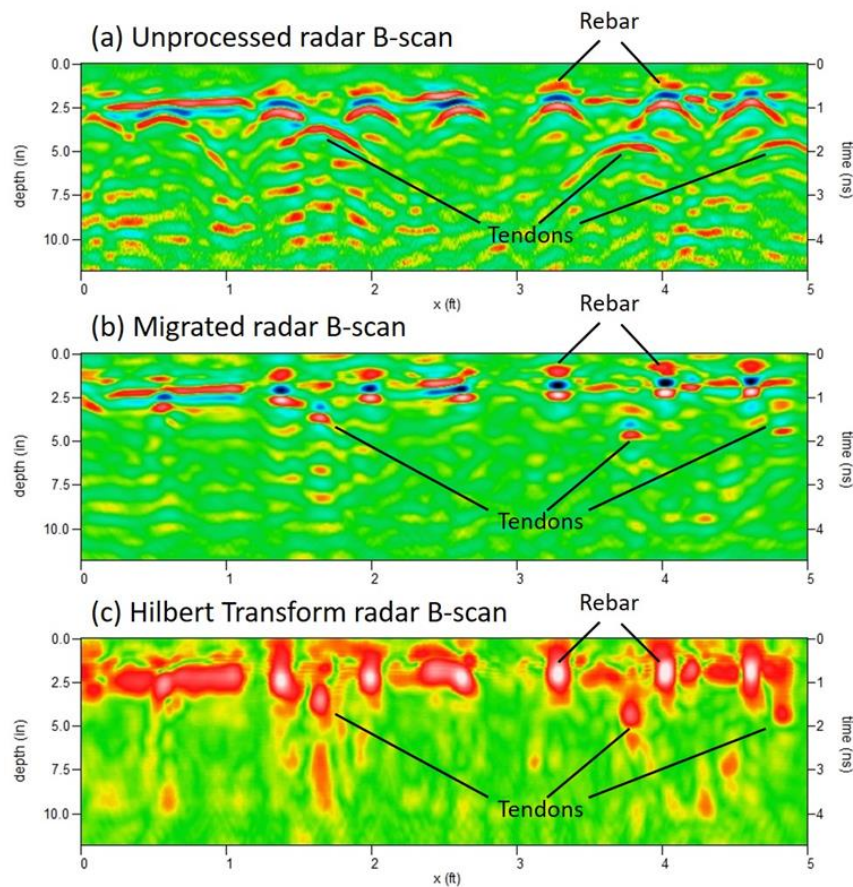 (a) Unprocessed radar B-scan
Rebar
0.0
2.5
5.0
7.5
10.0
depth (in)
0
1
2
3
4
time (ns)
Tendons
0
1
2
3
4
5
x (ft)
(b) Migrated radar B-scan
Rebar
0.0
2.5
5.0
7.5
10.0
depth (in)
0
1
2
3
4
time (ns)
Tendons
0
1
2
3
4
5
x (ft)
(c) Hilbert Transform radar B-scan
Rebar
0.0
2.5
5.0
7.5
10.0
depth (in)
0
1
2
3
4
time (ns)
Tendons
0
1
2
3
4
5
x (ft)